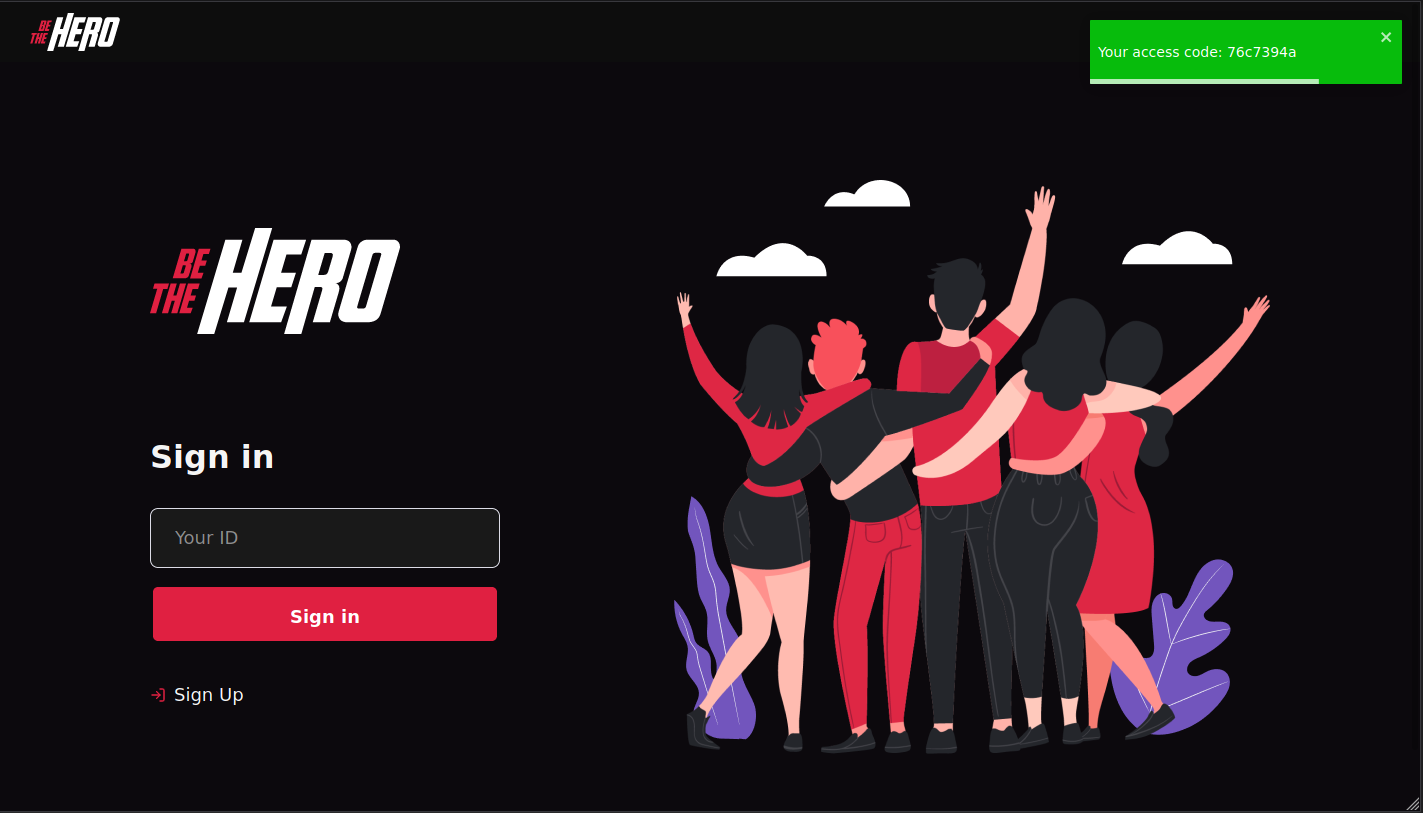 BE
THE HERO
Your access code: 76c7394a
BE
THE HERO
Sign in
Your ID
Sign in
Sign Up